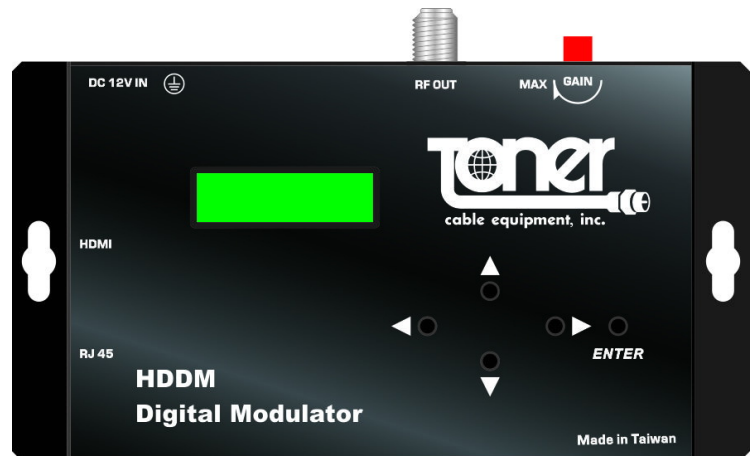 DC 12V IN
RF OUT
MAX GAIN
TONER
cable equipment, inc.
HDMI
RJ 45
ENTER
HDDM
Digital Modulator
Made in Taiwan